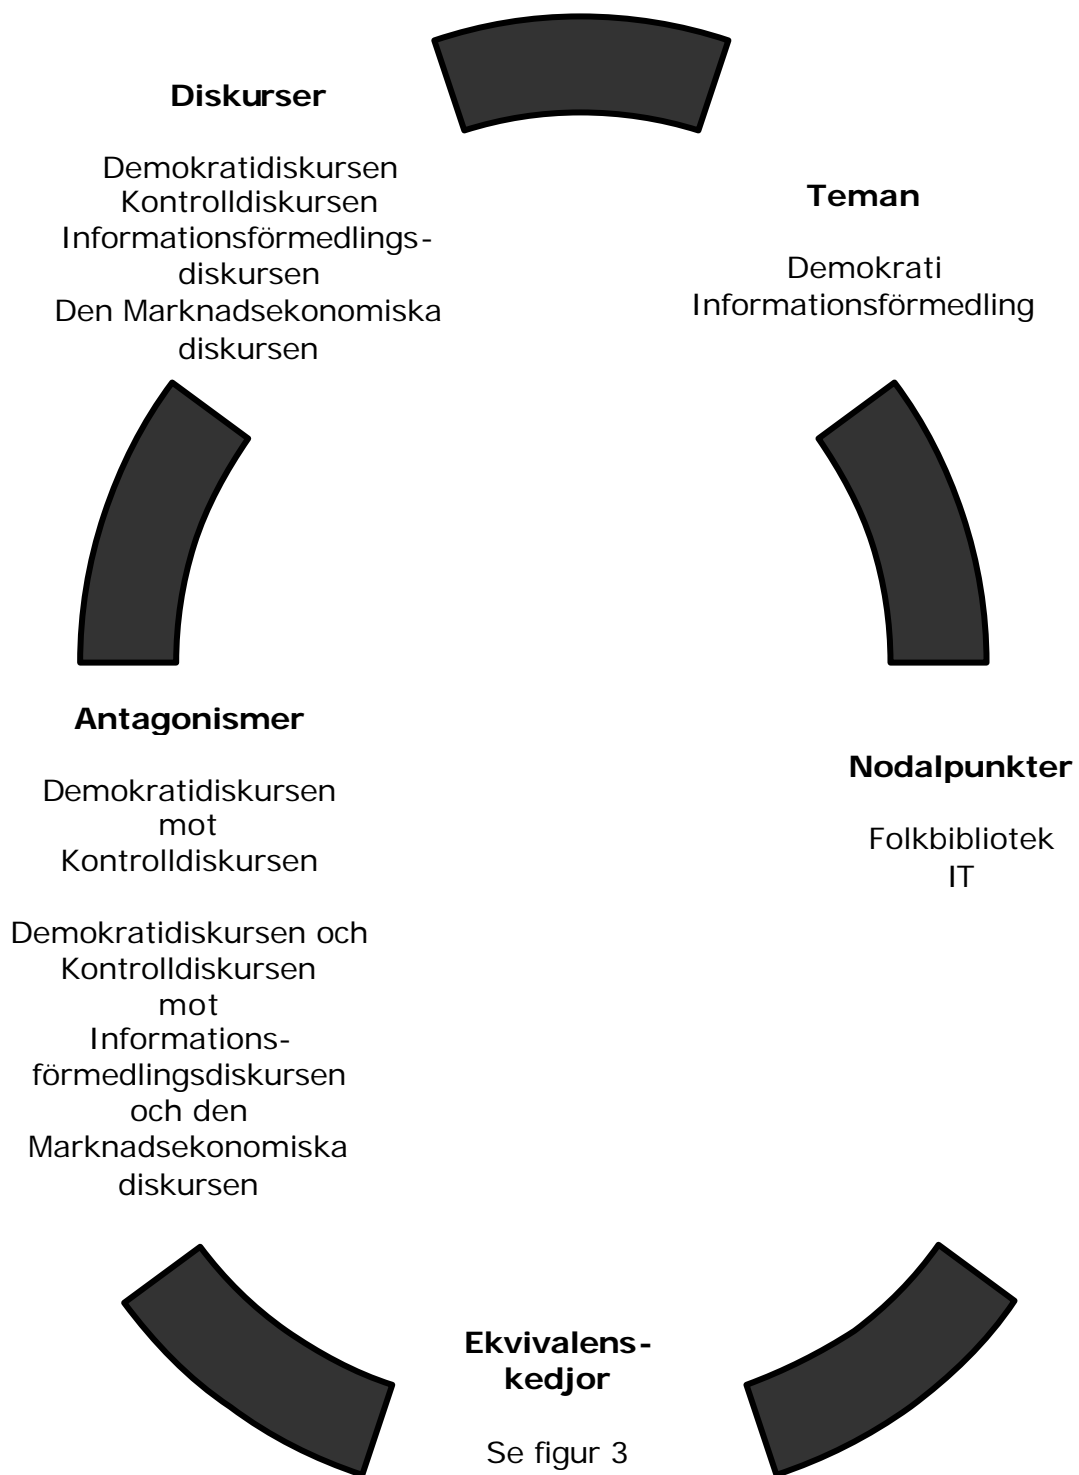 Diskurser
Demokratidiskursen
Kontrolldiskursen
Informationsförmedlings-
diskursen
Den Marknadsekonomiska
diskursen
Teman
Demokrati
Informationsförmedling
Antagonismer
Demokratidiskursen
mot
Kontrolldiskursen
Demokratidiskursen och
Kontrolldiskursen
mot
Informations-
förmedlingsdiskursen
och den
Marknadsekonomiska
diskursen
Nodalpunkter
Folkbibliotek
IT
Ekvivalens-
kedjor
Se figur 3